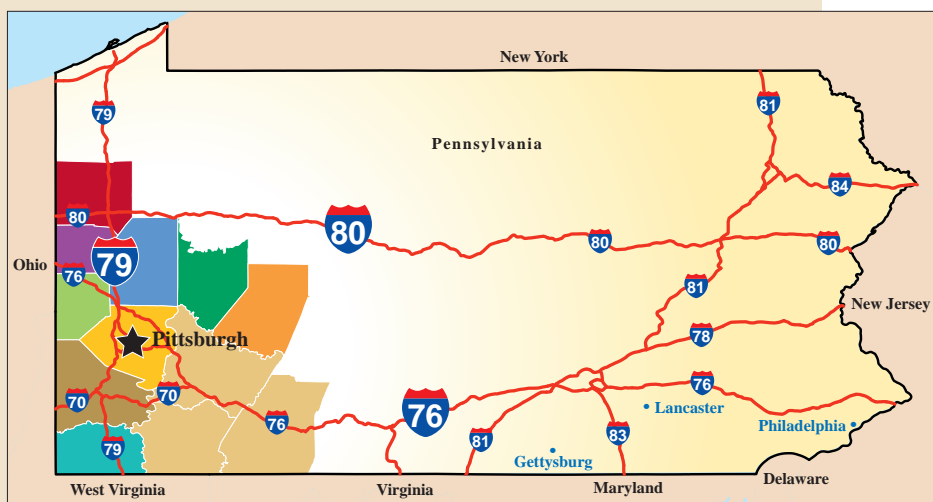 New York
81
79
Pennsylvania
84
80
80
80
80
79
Ohio
76
81
New Jersey
Pittsburgh
78
70
70
76
76
76
Lancaster
Philadelphia
81
83
79
Gettysburg
West Virginia
Virginia
Maryland
Delaware